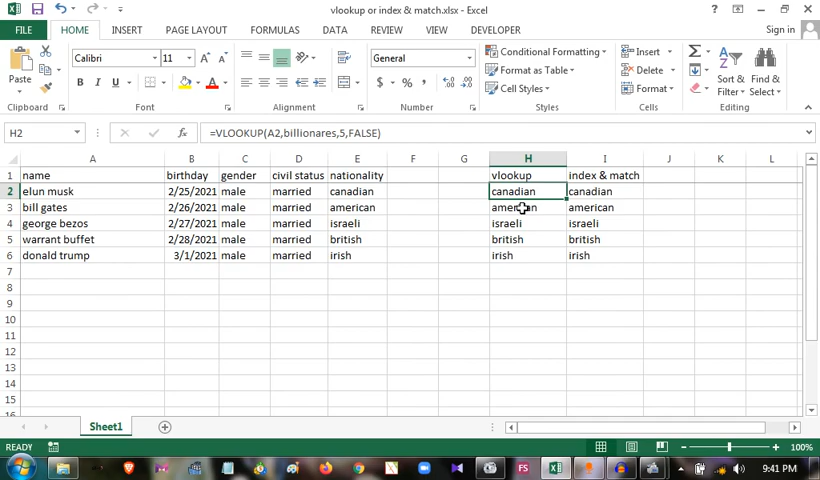 vlookup or index & match.xlsx - Excel
FILE HOME INSERT PAGE LAYOUT FORMULAS DATA REVIEW VIEW DEVELOPER Sign in
Paste Calibri 11 General Conditional Formatting Insert
Format as Table Delete Sort & Find &
B I U $ % Cell Styles Format Filter Select
Clipboard Font Alignment Number Styles Cells Editing
H2 fx =VLOOKUP(A2,billionares,5,FALSE)
A B C D E F G H I J K L
1 name birthday gender civil status nationality vlookup index & match
2 elun musk 2/25/2021 male married canadian canadian canadian
3 bill gates 2/26/2021 male married american american american
4 george bezos 2/27/2021 male married israeli israeli israeli
5 warrant buffet 2/28/2021 male married british british british
6 donald trump 3/1/2021 male married irish irish irish
7
8
9
10
11
12
13
14
15
16
Sheet1
READY 100%
FS 9:41 PM